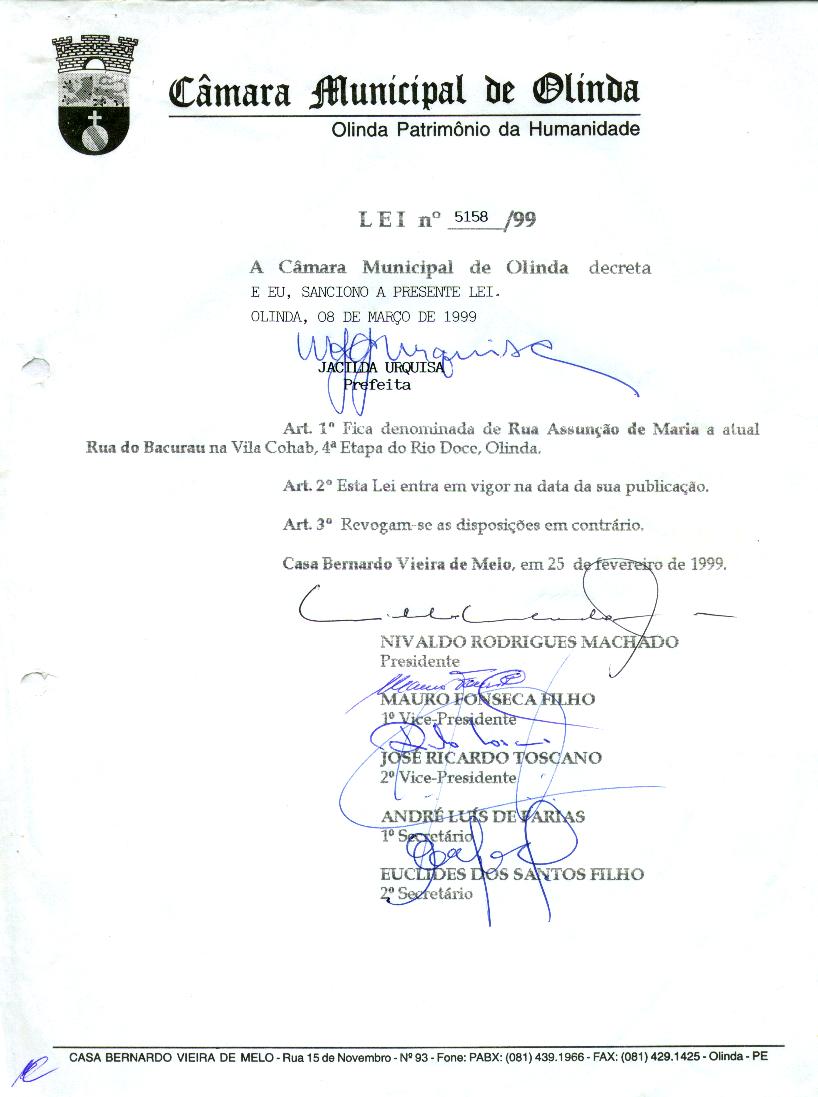 Câmara Municipal de Olinda
Olinda Patrimônio da Humanidade
LEI nº 5158/99
A Câmara Municipal de Olinda decreta
E EU, SANCIONO A PRESENTE LEI.
OLINDA, 08 DE MARÇO DE 1999
JACILDA URQUISA
Prefeita
Art. 1º Fica denominada de Rua Assunção de Maria a atual
Rua do Bacurau na Vila Cohab, 4ª Etapa do Rio Doce, Olinda.
Art. 2º Esta Lei entra em vigor na data da sua publicação.
Art. 3º Revogam-se as disposições em contrário.
Casa Bernardo Vieira de Melo, em 25 de fevereiro de 1999.
NIVALDO RODRIGUES MACHADO
Presidente
MAURO FONSECA FILHO
1º Vice-Presidente
JOSÉ RICARDO TOSCANO
2º Vice-Presidente
ANDRÉ LUÍS DE FARIAS
1º Secretário
EUCLIDES DOS SANTOS FILHO
2º Secretário
CASA BERNARDO VIEIRA DE MELO - Rua 15 de Novembro - Nº 93 - Fone: PABX: (081) 439.1966 - FAX: (081) 429.1425 - Olinda - PE